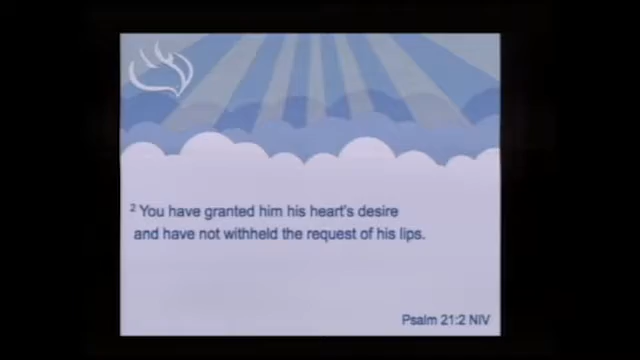 2 You have granted him his heart's desire
and have not withheld the request of his lips.
Psalm 21:2 NIV